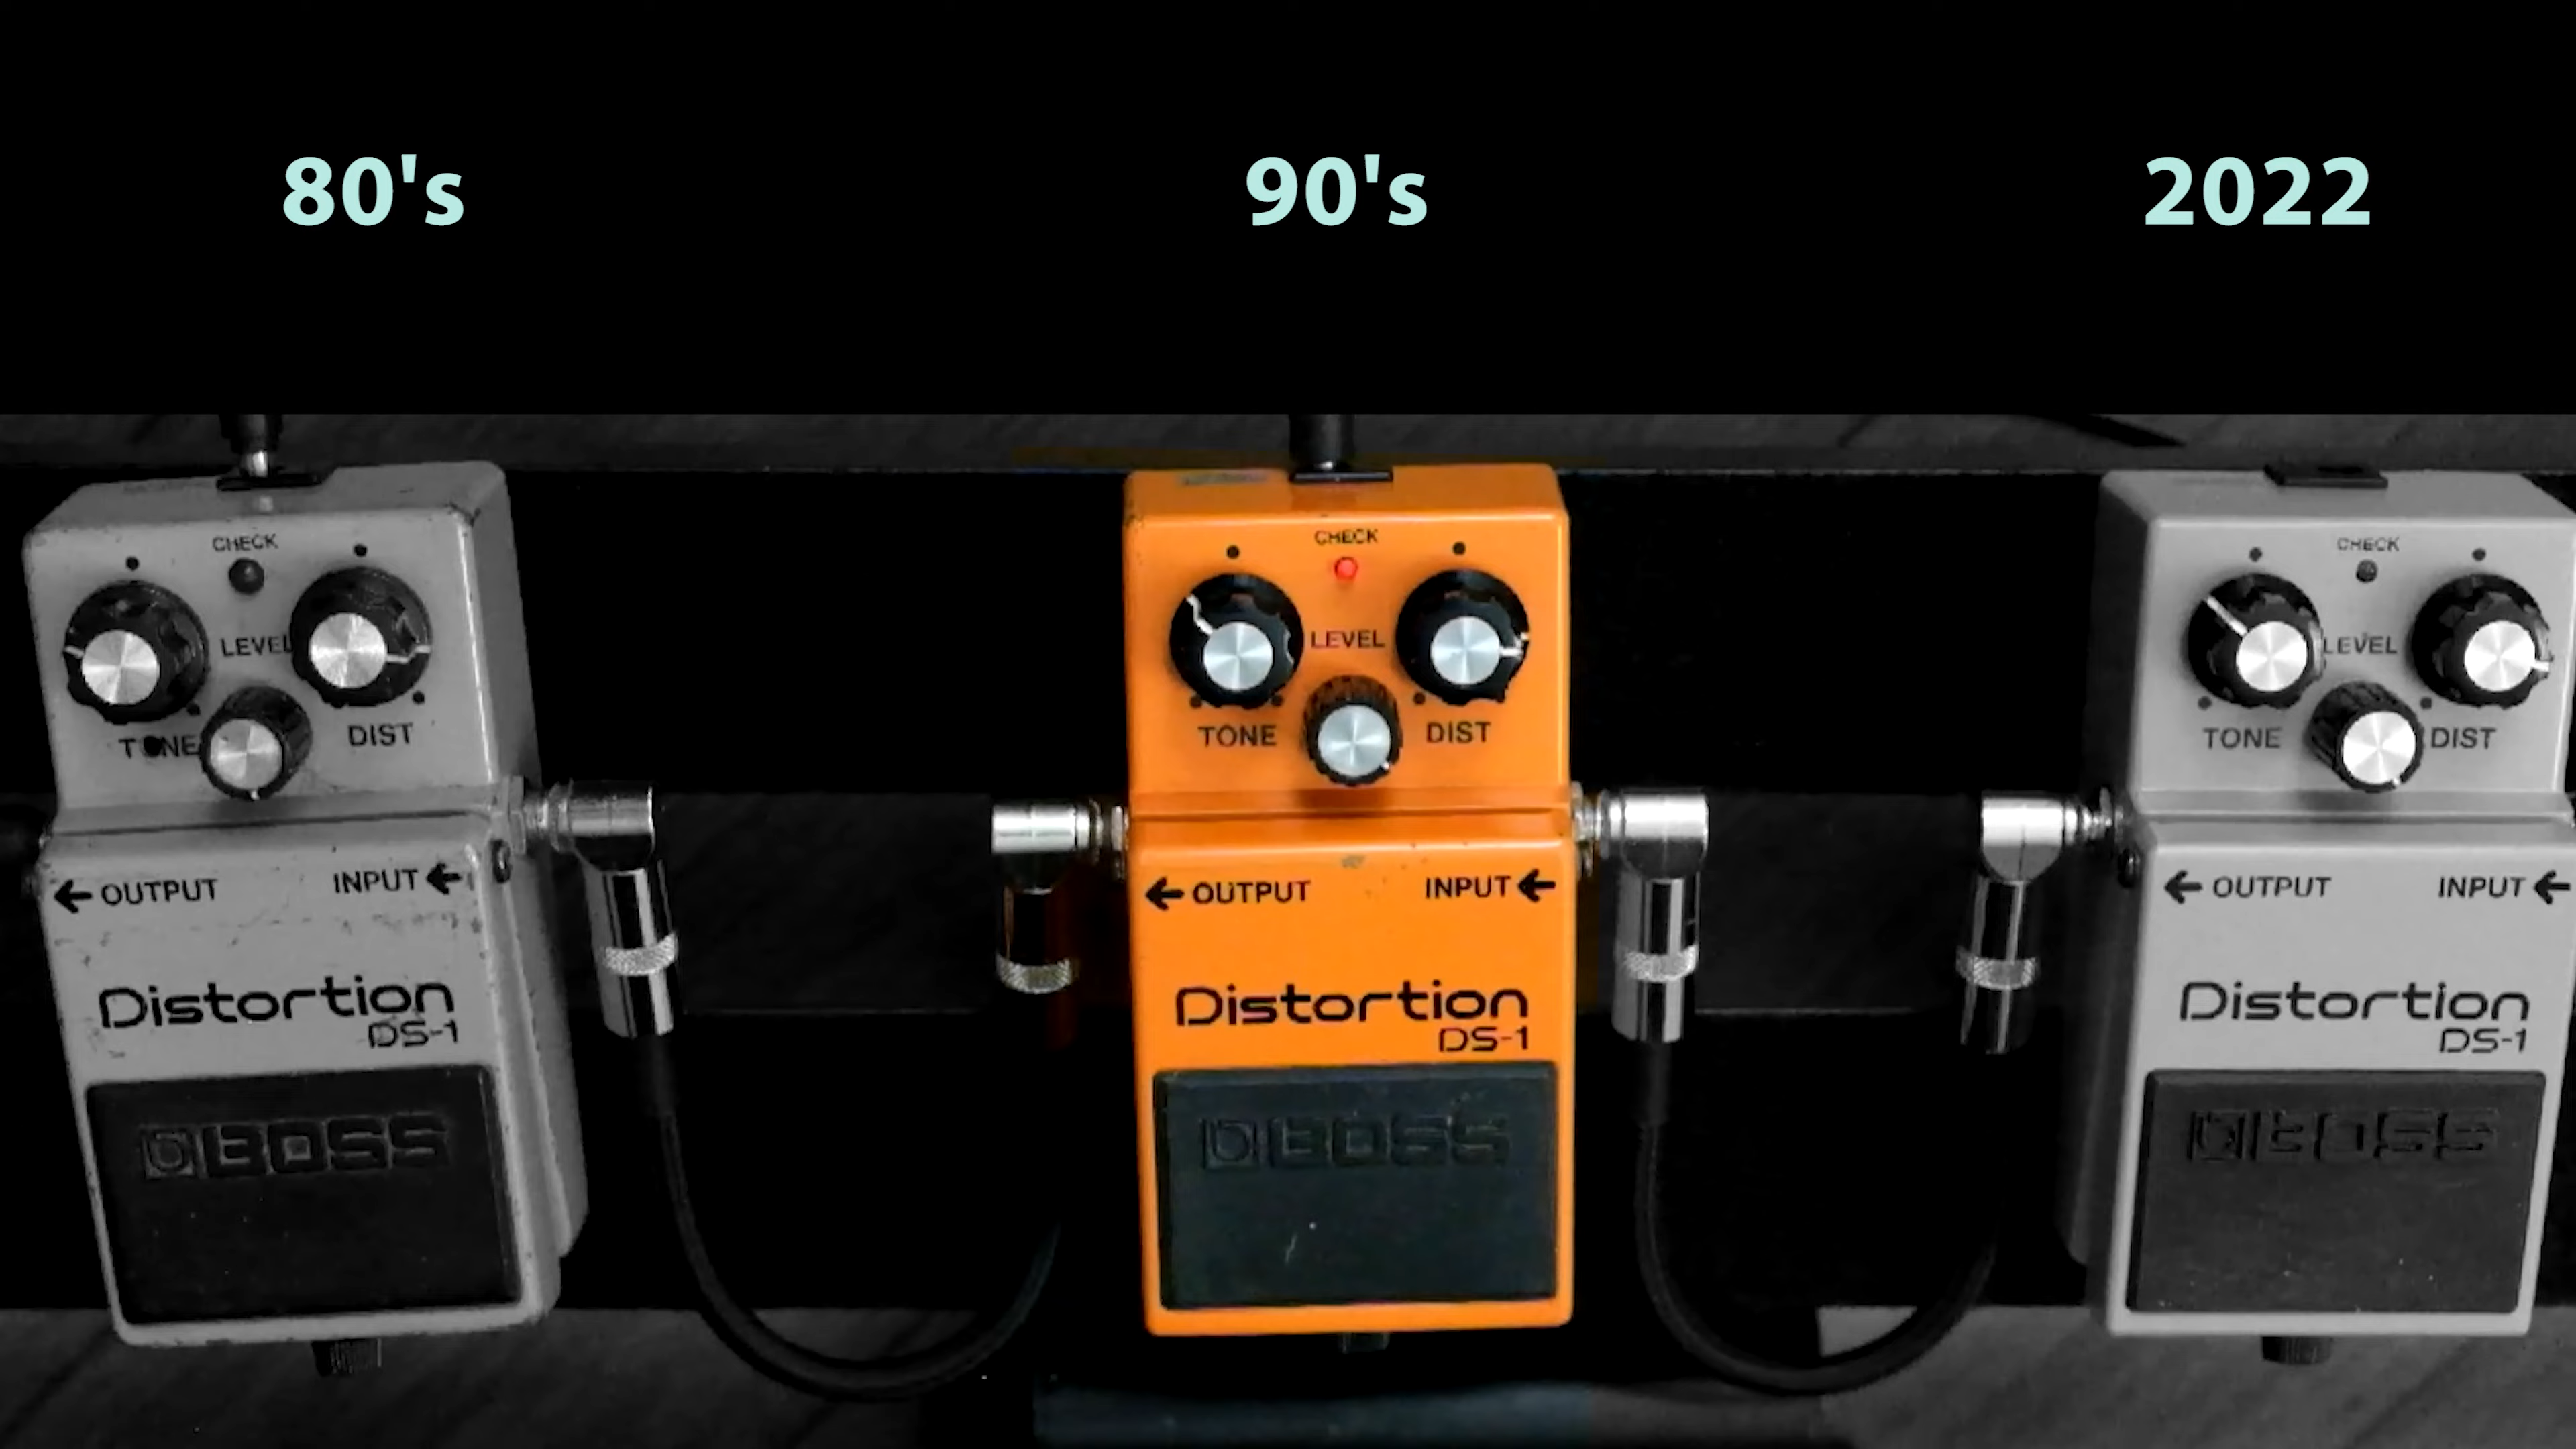 80's
90's
2022
CHECK
LEVEL
TONE
DIST
← OUTPUT
INPUT ←
Distortion
DS-1
BOSS
CHECK
LEVEL
TONE
DIST
← OUTPUT
INPUT ←
Distortion
DS-1
BOSS
CHECK
LEVEL
TONE
DIST
← OUTPUT
INPUT ←
Distortion
DS-1
BOSS